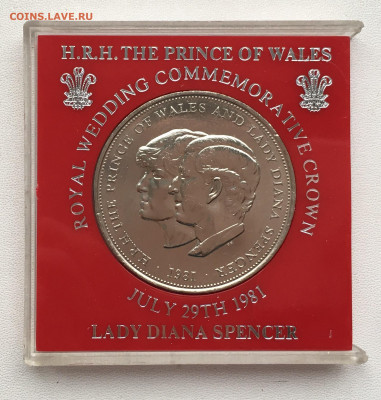 COINS.LAVE.RU
H.R.H. THE PRINCE OF WALES
ROYAL WEDDING COMMEMORATIVE CROWN
H.R.H. THE PRINCE OF WALES AND LADY DIANA SPENCER
·1981·
JULY 29TH 1981
LADY DIANA SPENCER